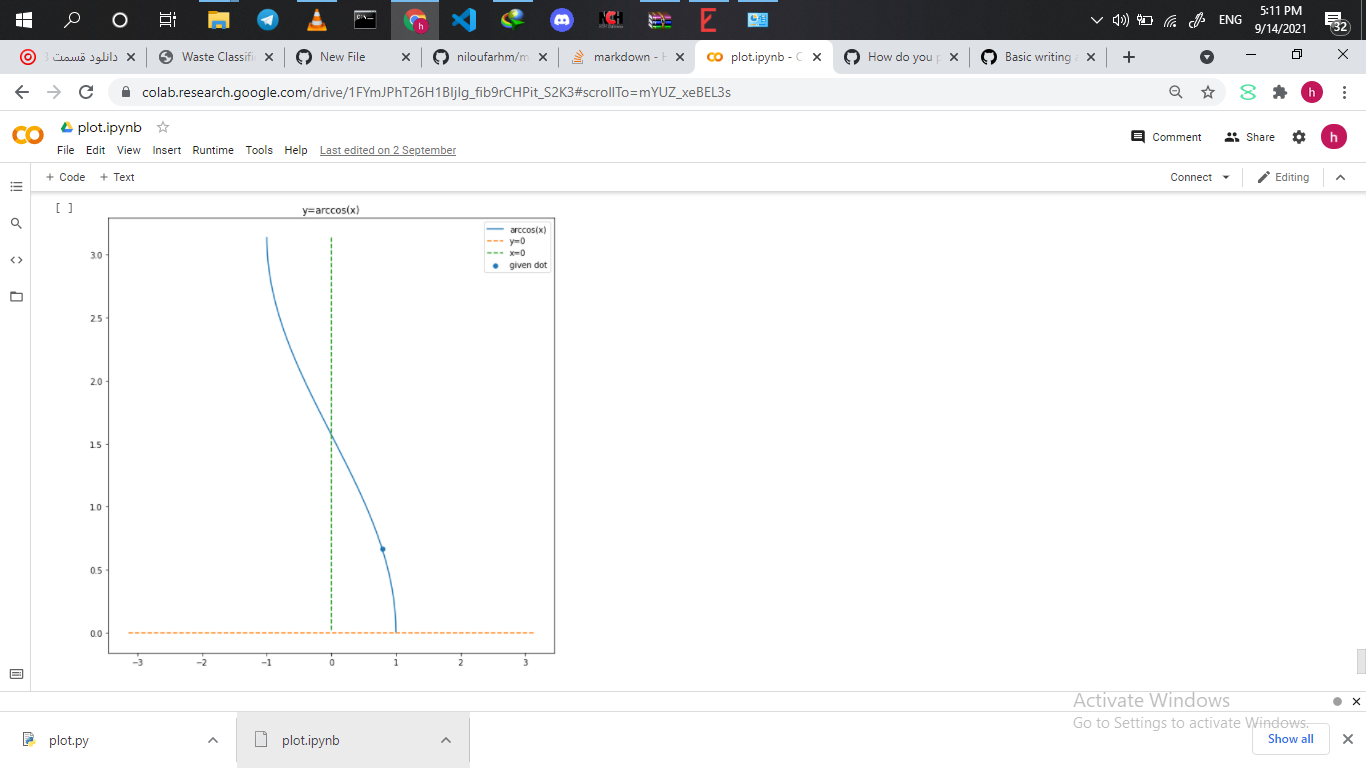 5:11 PM
ENG
9/14/2021
32
دانلود قسمت 3
Waste Classifi
New File
niloufarhm/m
markdown - H
plot.ipynb - C
How do you p
Basic writing a
colab.research.google.com/drive/1FYmJPhT26H1BIjIg_fib9rCHPit_S2K3#scrollTo=mYUZ_xeBEL3s
h
plot.ipynb
Comment
Share
h
File Edit View Insert Runtime Tools Help Last edited on 2 September
+ Code + Text
Connect
Editing
[ ]
y=arccos(x)
arccos(x)
y=0
x=0
given dot
3.0
2.5
2.0
1.5
1.0
0.5
0.0
−3 −2 −1 0 1 2 3
Activate Windows
Go to Settings to activate Windows.
plot.py
plot.ipynb
Show all